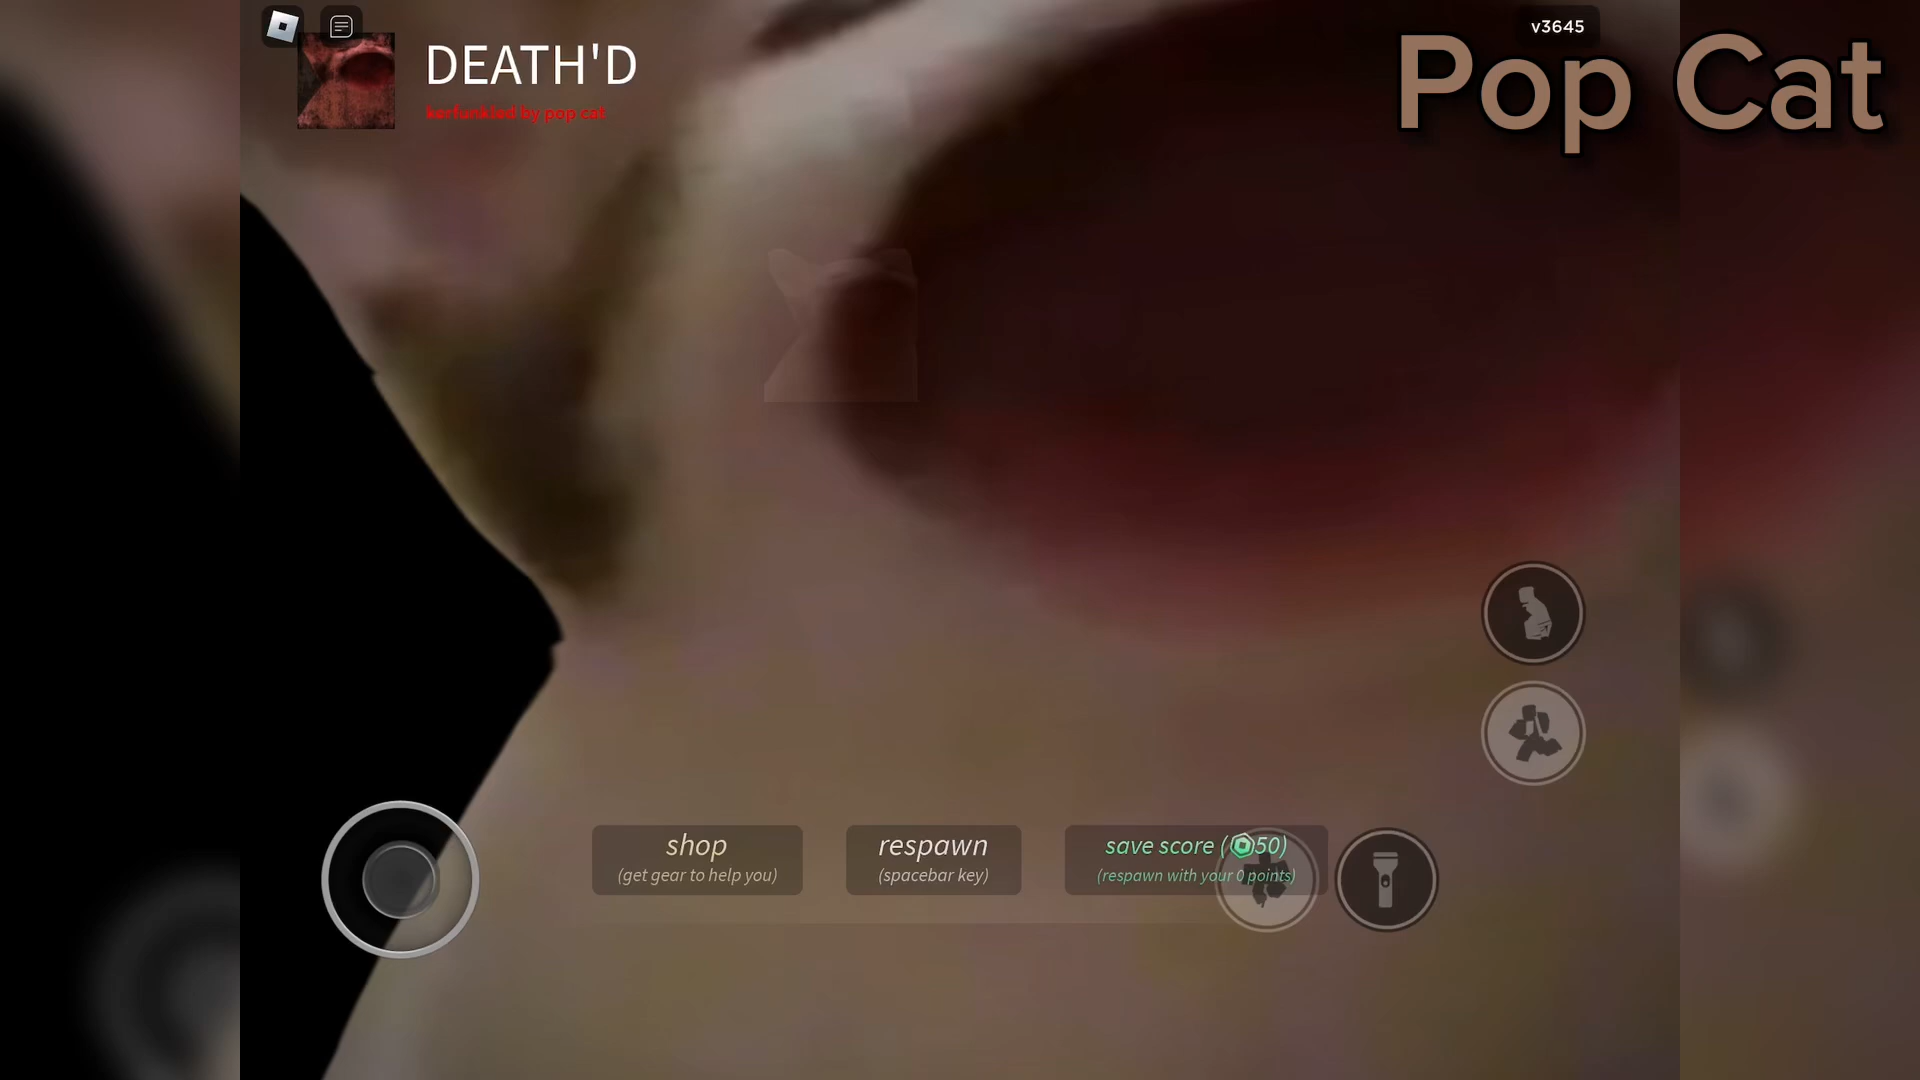 v3645
Pop Cat
DEATH'D
kerfunkled by pop cat
shop
(get gear to help you)
respawn
(spacebar key)
save score (50)
(respawn with your 0 points)